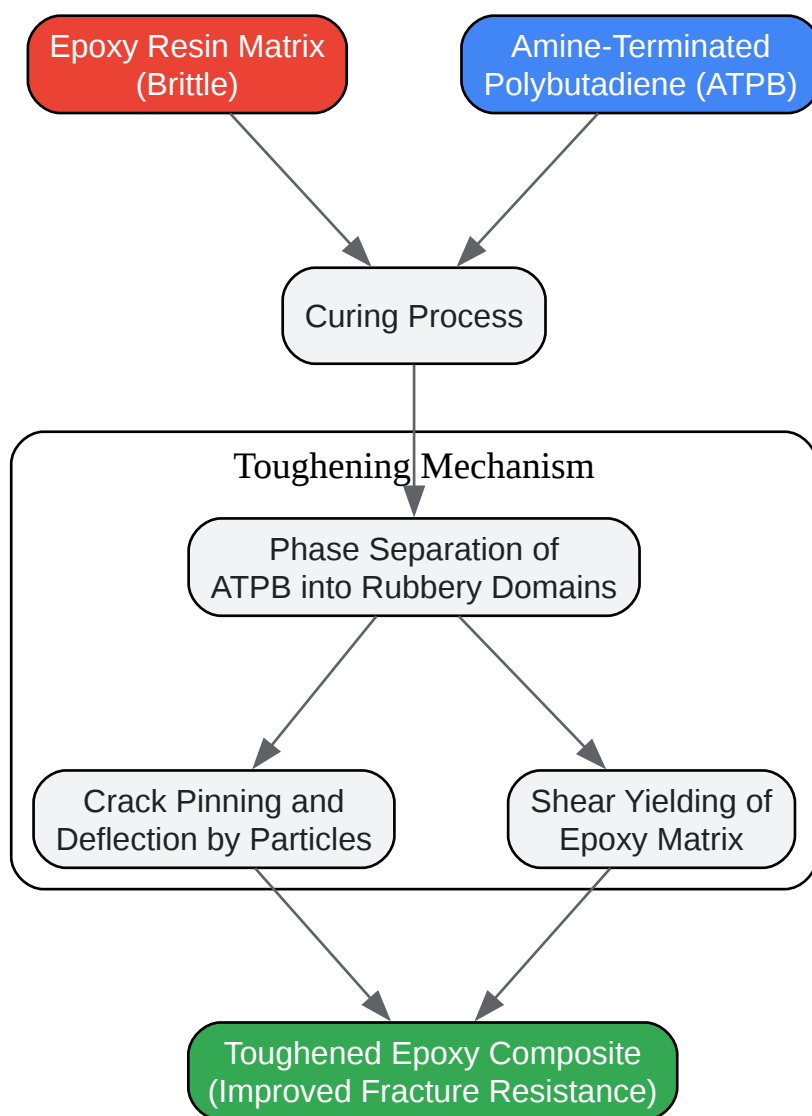 Epoxy Resin Matrix
(Brittle)
Amine-Terminated
Polybutadiene (ATPB)
Curing Process
Toughening Mechanism
Phase Separation of
ATPB into Rubbery Domains
Crack Pinning and
Deflection by Particles
Shear Yielding of
Epoxy Matrix
Toughened Epoxy Composite
(Improved Fracture Resistance)